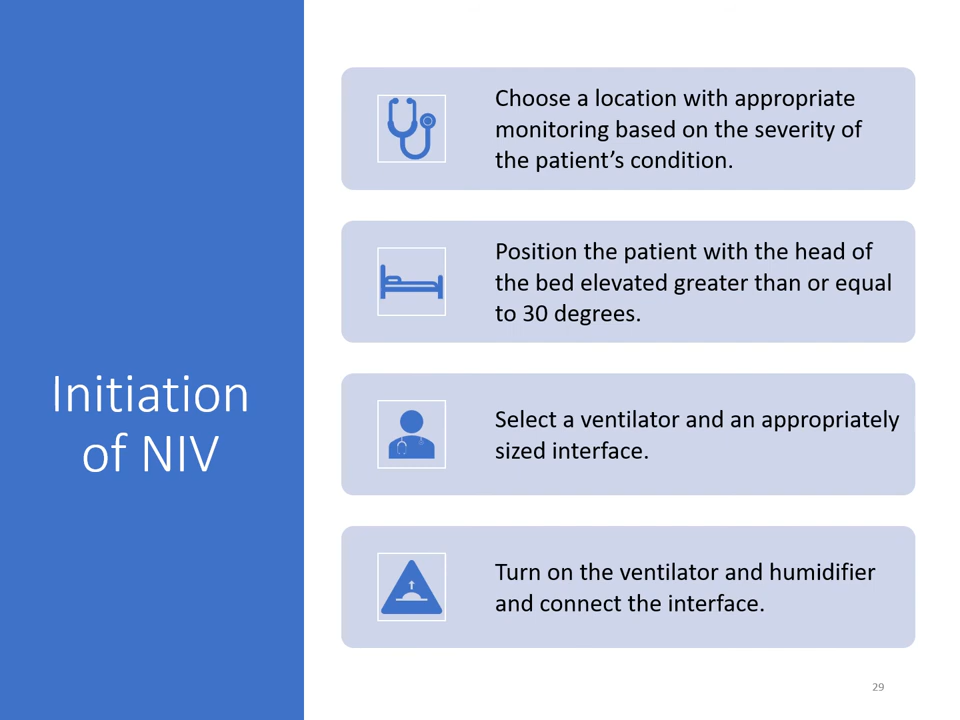 Initiation
of NIV
Choose a location with appropriate
monitoring based on the severity of
the patient’s condition.
Position the patient with the head of
the bed elevated greater than or equal
to 30 degrees.
Select a ventilator and an appropriately
sized interface.
Turn on the ventilator and humidifier
and connect the interface.
29